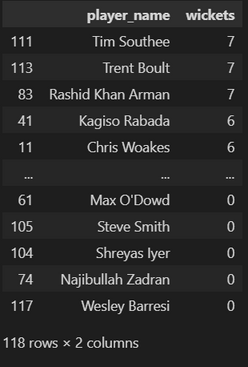 player_name wickets
111 Tim Southee 7
113 Trent Boult 7
83 Rashid Khan Arman 7
41 Kagiso Rabada 6
11 Chris Woakes 6
... ... ...
61 Max O'Dowd 0
105 Steve Smith 0
104 Shreyas Iyer 0
74 Najibullah Zadran 0
117 Wesley Barresi 0
118 rows × 2 columns